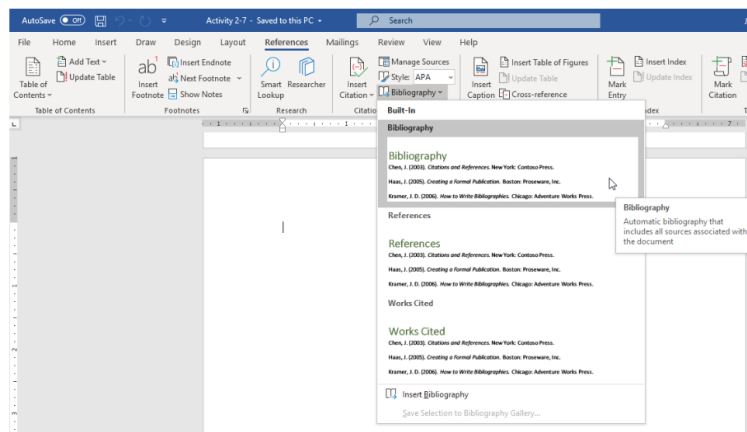 AutoSave Off Activity 2-7 - Saved to this PC Search
File Home Insert Draw Design Layout References Mailings Review View Help
Table of Contents
Add Text
Update Table
Table of Contents
ab1
Insert Footnote
Insert Endnote
Next Footnote
Show Notes
Footnotes
Smart Lookup
Researcher
Research
Insert Citation
Manage Sources
Style: APA
Bibliography
Citatio
Insert Caption
Insert Table of Figures
Update Table
Cross-reference
Mark Entry
Insert Index
Update Index
dex
Mark Citation
Built-In
Bibliography
Bibliography
Chen, J. (2003). Citations and References. New York: Contoso Press.
Haas, J. (2005). Creating a Formal Publication. Boston: Proseware, Inc.
Kramer, J. D. (2006). How to Write Bibliographies. Chicago: Adventure Works Press.
References
References
Chen, J. (2003). Citations and References. New York: Contoso Press.
Haas, J. (2005). Creating a Formal Publication. Boston: Proseware, Inc.
Kramer, J. D. (2006). How to Write Bibliographies. Chicago: Adventure Works Press.
Works Cited
Works Cited
Chen, J. (2003). Citations and References. New York: Contoso Press.
Haas, J. (2005). Creating a Formal Publication. Boston: Proseware, Inc.
Kramer, J. D. (2006). How to Write Bibliographies. Chicago: Adventure Works Press.
Insert Bibliography
Save Selection to Bibliography Gallery...
Bibliography
Automatic bibliography that
includes all sources associated with
the document